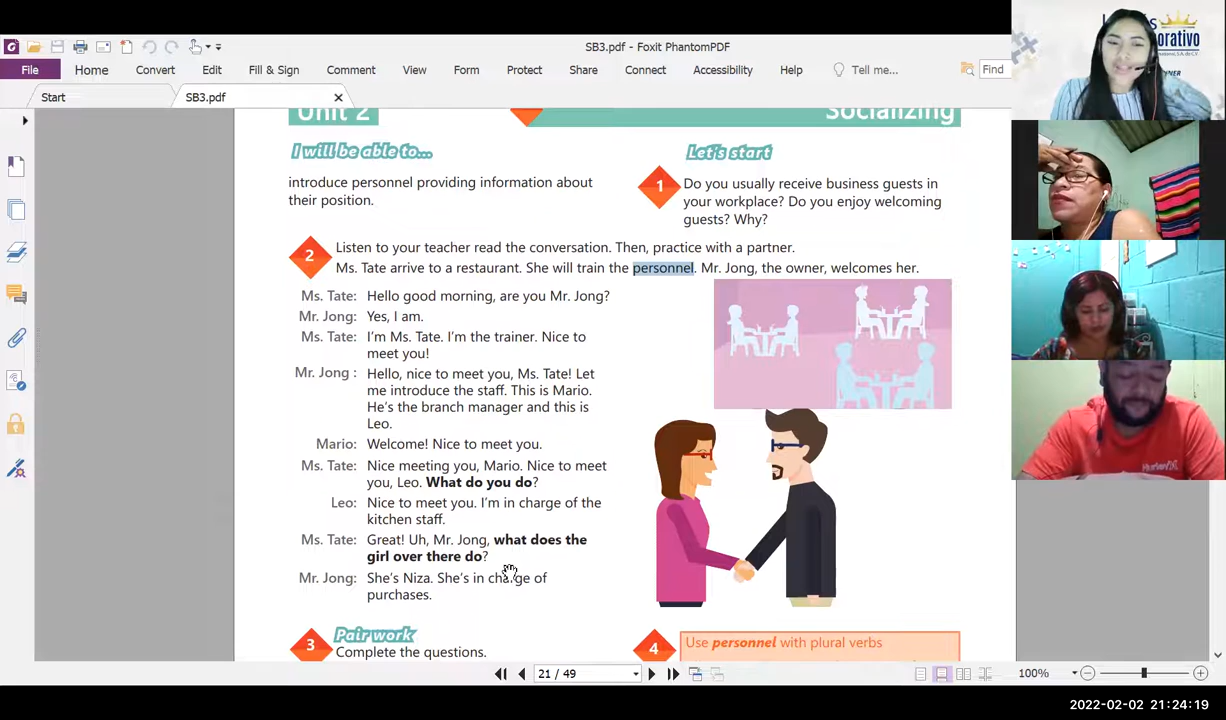 SB3.pdf - Foxit PhantomPDF
File Home Convert Edit Fill & Sign Comment View Form Protect Share Connect Accessibility Help Tell me... Find
Start SB3.pdf
Unit 2 Socializing
I will be able to...
introduce personnel providing information about
their position.
Let's start
1 Do you usually receive business guests in
your workplace? Do you enjoy welcoming
guests? Why?
2 Listen to your teacher read the conversation. Then, practice with a partner.
Ms. Tate arrive to a restaurant. She will train the personnel. Mr. Jong, the owner, welcomes her.
Ms. Tate: Hello good morning, are you Mr. Jong?
Mr. Jong: Yes, I am.
Ms. Tate: I'm Ms. Tate. I'm the trainer. Nice to
meet you!
Mr. Jong : Hello, nice to meet you, Ms. Tate! Let
me introduce the staff. This is Mario.
He's the branch manager and this is
Leo.
Mario: Welcome! Nice to meet you.
Ms. Tate: Nice meeting you, Mario. Nice to meet
you, Leo. What do you do?
Leo: Nice to meet you. I'm in charge of the
kitchen staff.
Ms. Tate: Great! Uh, Mr. Jong, what does the
girl over there do?
Mr. Jong: She's Niza. She's in charge of
purchases.
3 Pair work
Complete the questions.
4 Use personnel with plural verbs
21 / 49
100%
2022-02-02 21:24:19